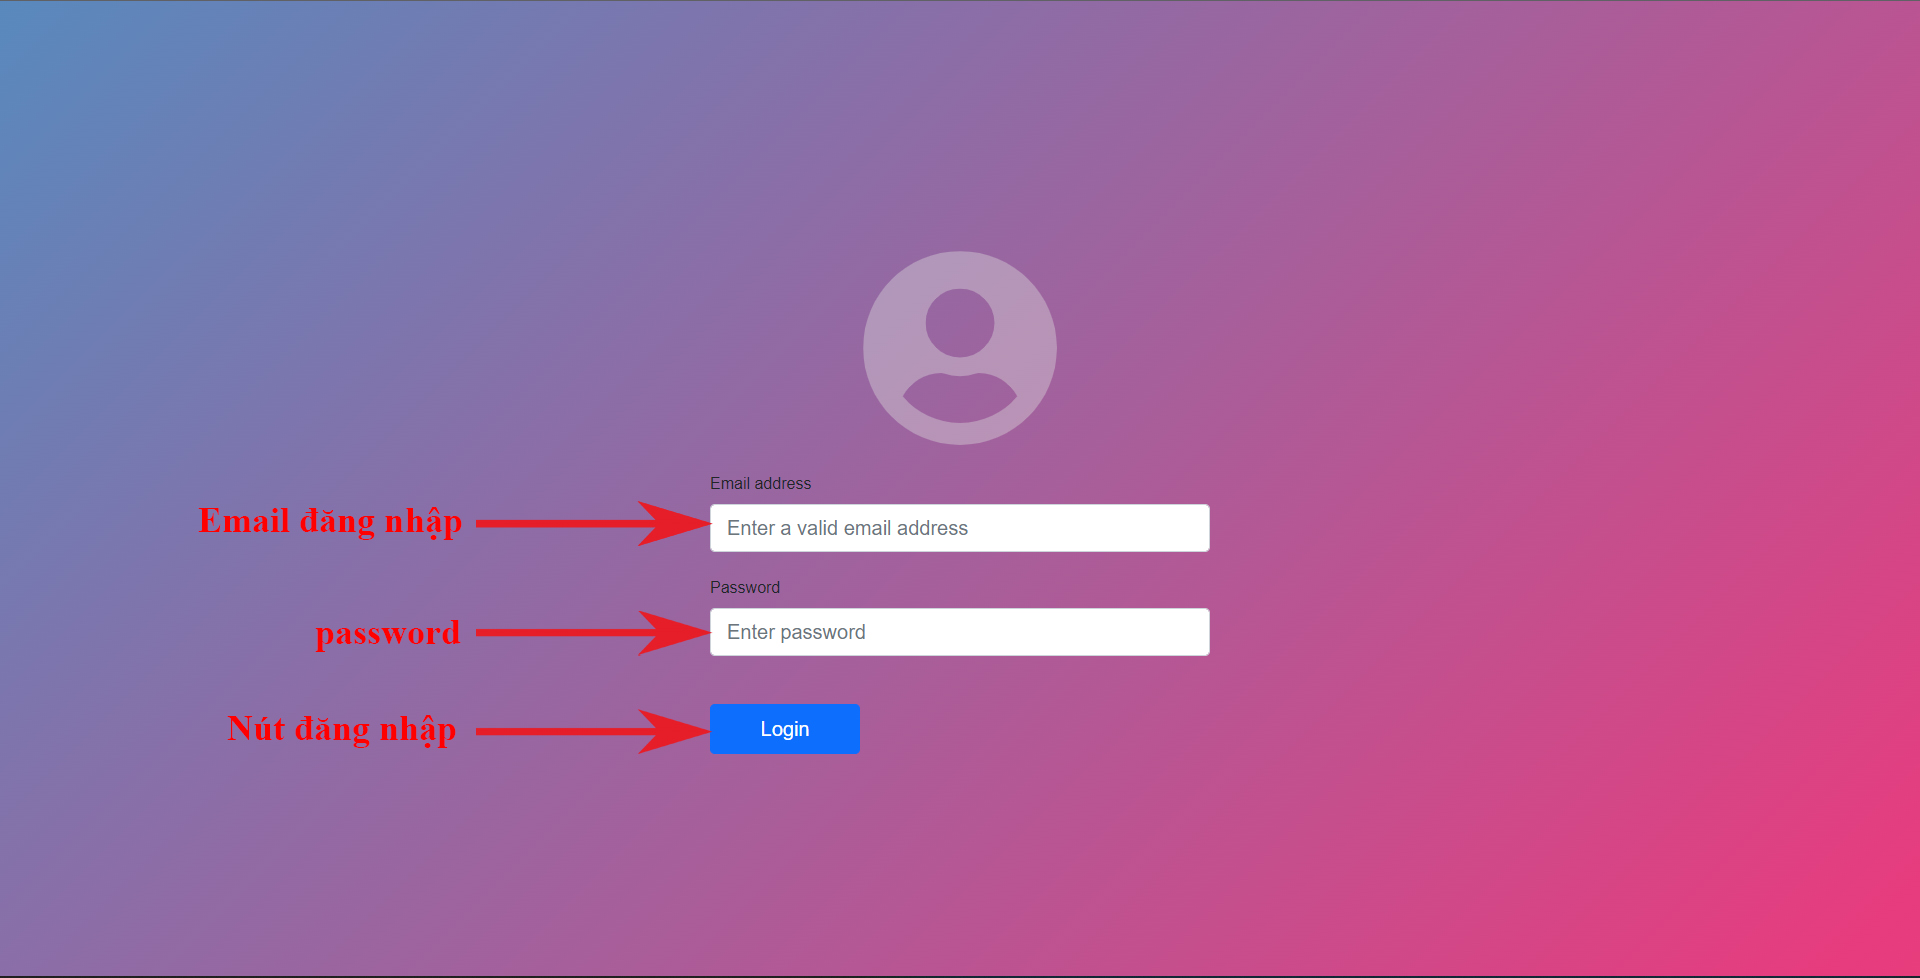 Email address
Email đăng nhập
Enter a valid email address
Password
password
Enter password
Nút đăng nhập
Login